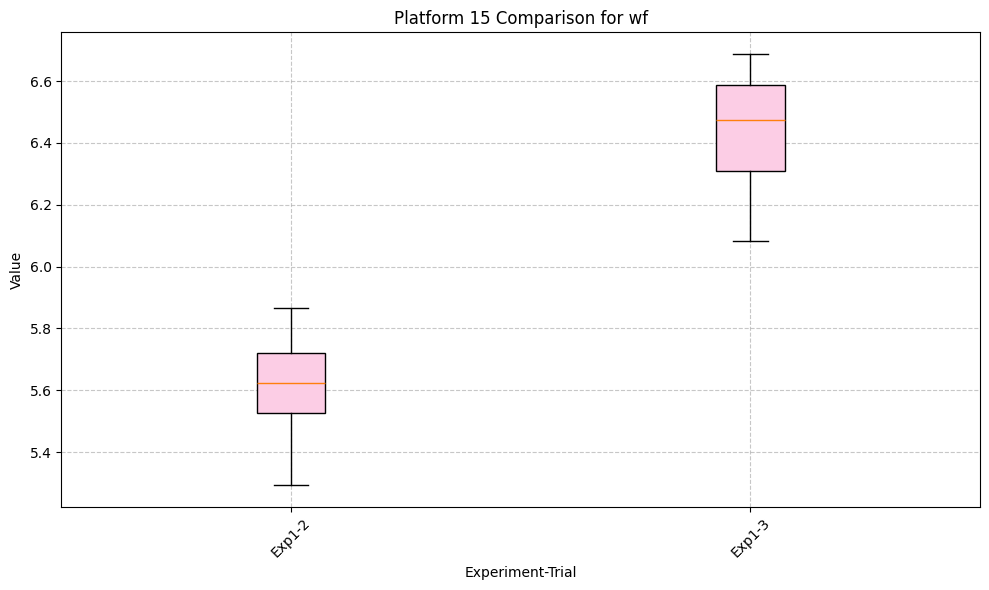 Platform 15 Comparison for wf
Value
6.6
6.4
6.2
6.0
5.8
5.6
5.4
Exp1-2
Exp1-3
Experiment-Trial